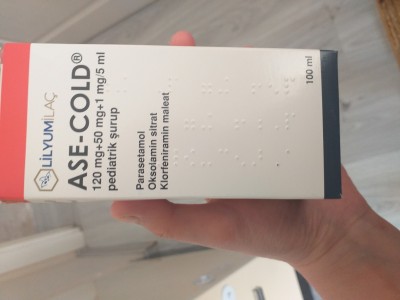 LİLYUMİLAÇ
ASE-COLD®
120 mg+50 mg+1 mg/5 ml
pediatrik şurup
Parasetamol
Oksolamin sitrat
Klorfeniramin maleat
100 ml